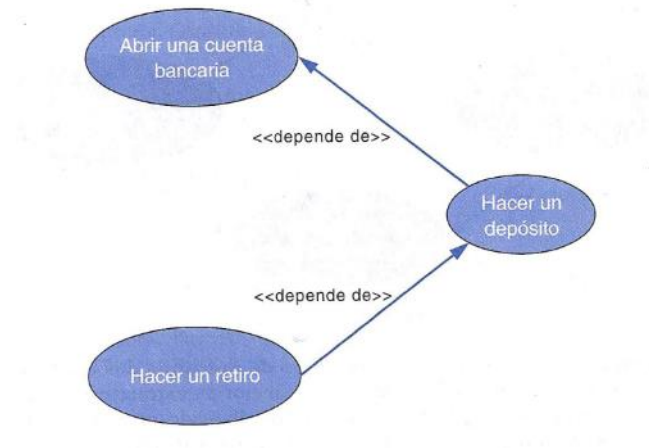 Abrir una cuenta
bancaria
<<depende de>>
Hacer un
depósito
<<depende de>>
Hacer un retiro